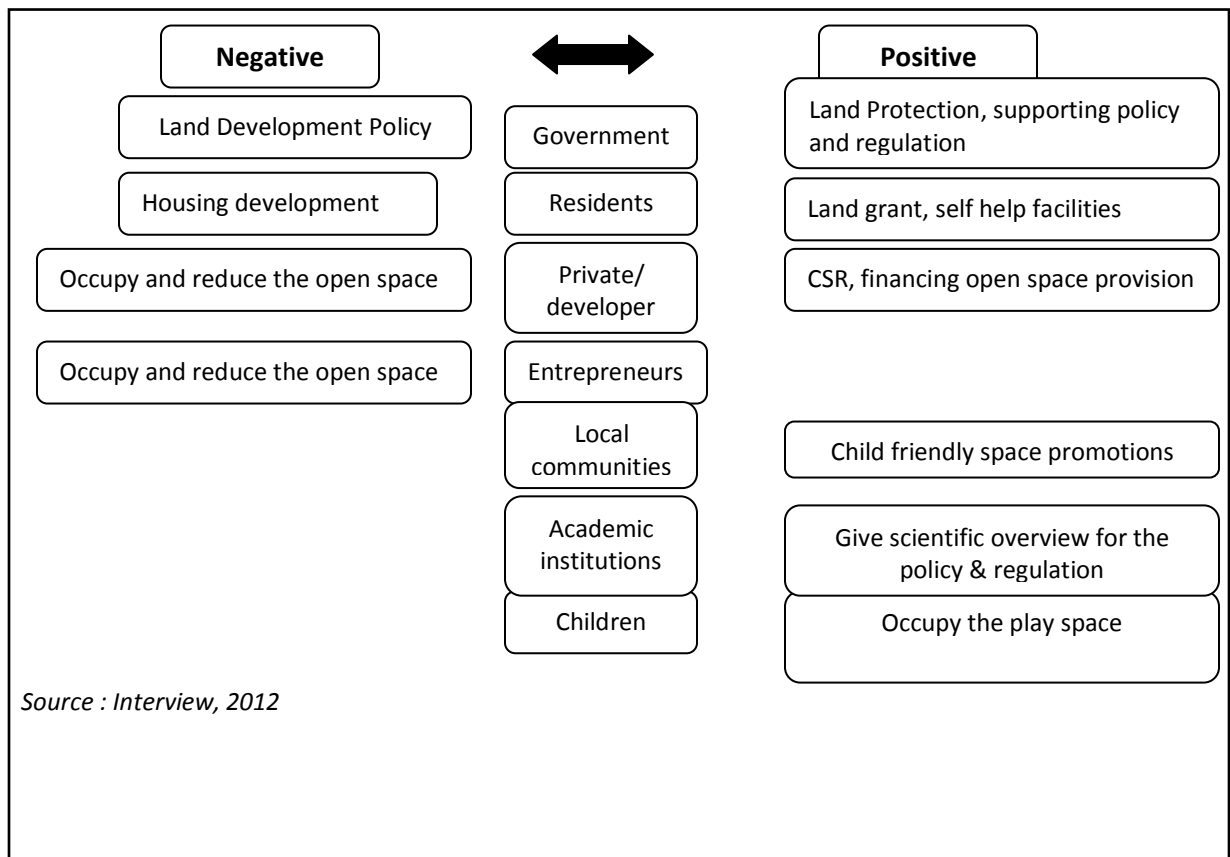 Negative
Positive
Land Development Policy
Government
Land Protection, supporting policy
and regulation
Housing development
Residents
Land grant, self help facilities
Occupy and reduce the open space
Private/
developer
CSR, financing open space provision
Occupy and reduce the open space
Entrepreneurs
Local
communities
Child friendly space promotions
Academic
institutions
Give scientific overview for the
policy & regulation
Children
Occupy the play space
Source : Interview, 2012